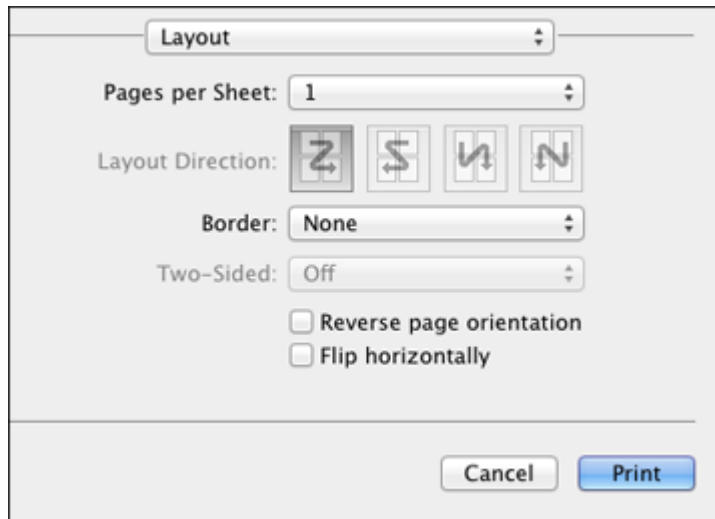 Layout
Pages per Sheet: 1
Layout Direction:
Border: None
Two-Sided: Off
Reverse page orientation
Flip horizontally
Cancel Print